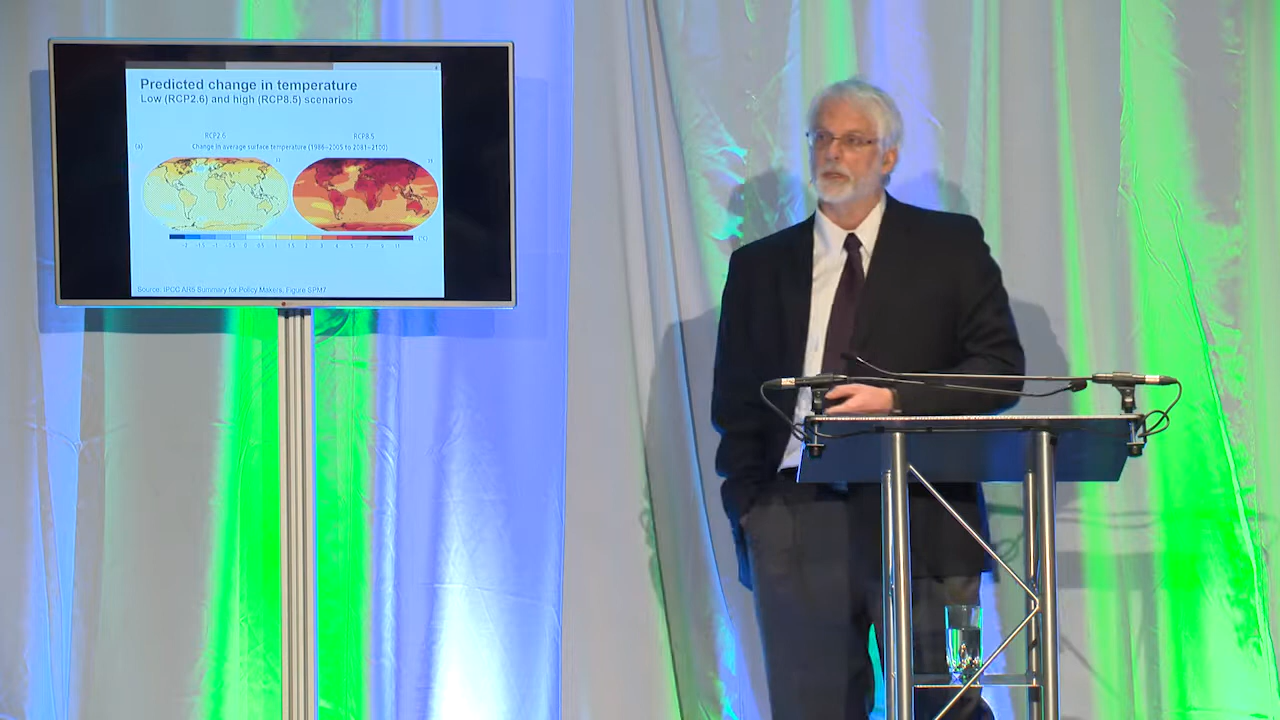 Predicted change in temperature
Low (RCP2.6) and high (RCP8.5) scenarios
RCP2.6 RCP8.5
(a) Change in average surface temperature (1986–2005 to 2081–2100)
Source: IPCC AR5 Summary for Policy Makers, Figure SPM7